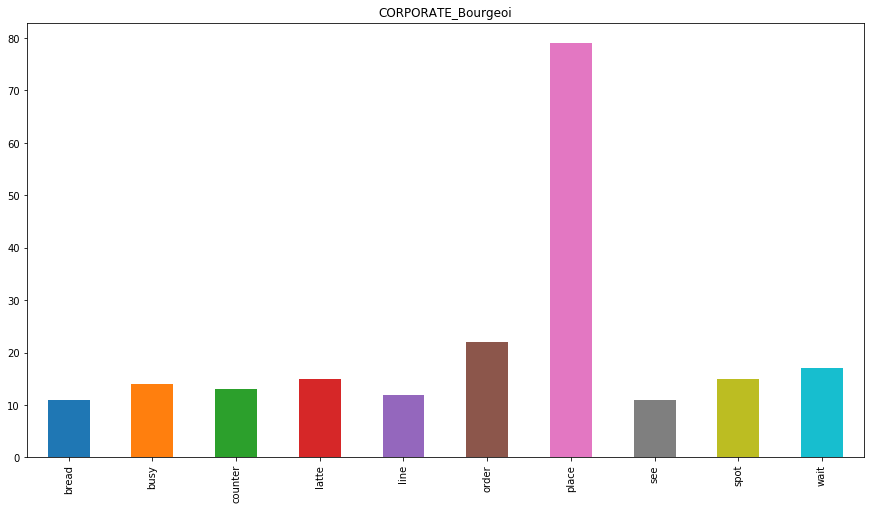 CORPORATE_Bourgeoi
80
70
60
50
40
30
20
10
0
bread
busy
counter
latte
line
order
place
see
spot
wait